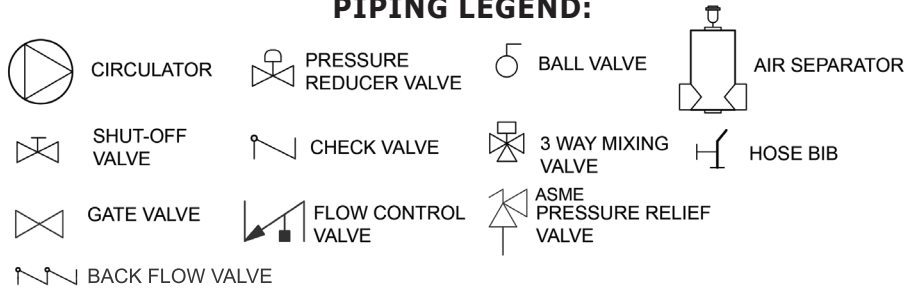 PIPING LEGEND:
CIRCULATOR
PRESSURE
REDUCER VALVE
BALL VALVE
AIR SEPARATOR
SHUT-OFF
VALVE
CHECK VALVE
3 WAY MIXING
VALVE
HOSE BIB
GATE VALVE
FLOW CONTROL
VALVE
ASME
PRESSURE RELIEF
VALVE
BACK FLOW VALVE